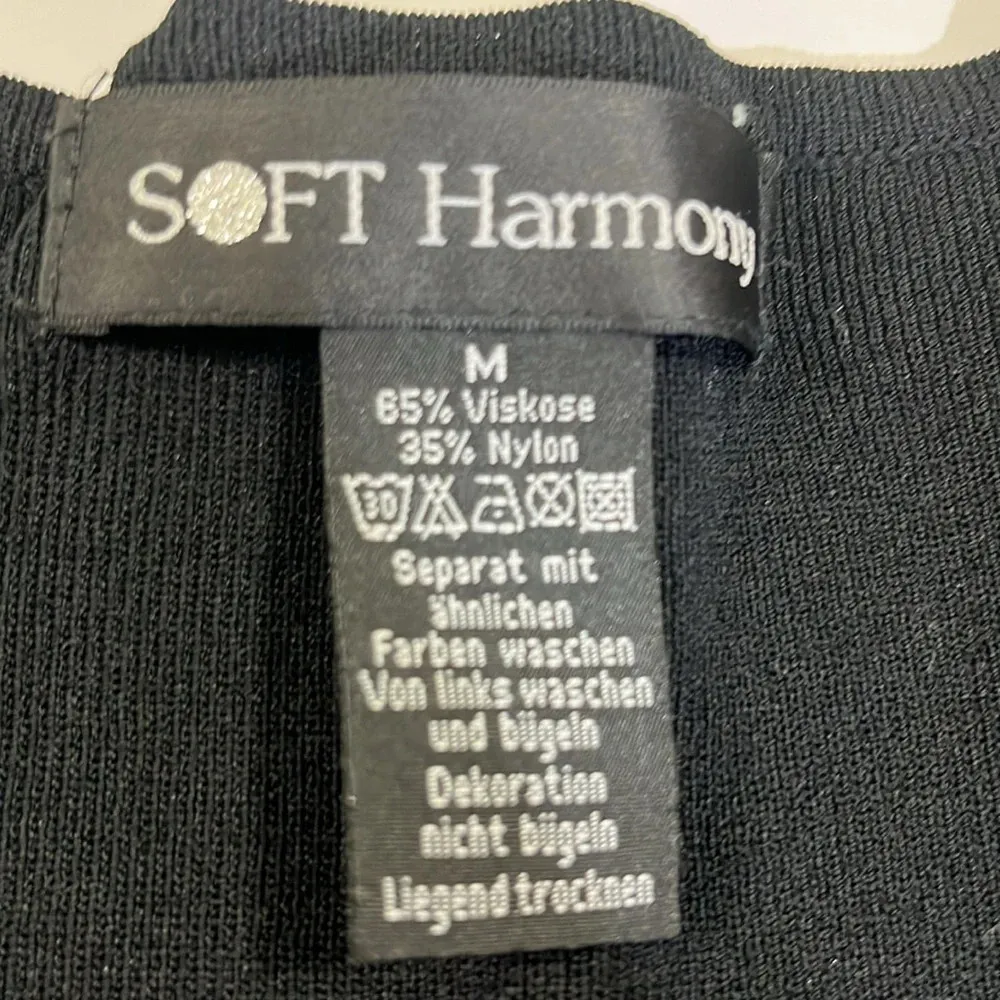 SOFT Harmony
M
65% Viskose
35% Nylon
30
Separat mit
ähnlichen
Farben waschen
Von links waschen
und bügeln
Dekoration
nicht bügeln
Liegend trocknen